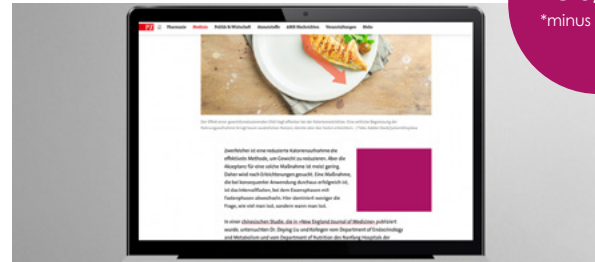 *minus
PZ Pharmazie Medizin Politik & Wirtschaft Arzneistoffe AMK-Nachrichten Veranstaltungen Mehr
Zweifelsfrei ist eine reduzierte Kalorienaufnahme die
effektivste Methode, um Gewicht zu reduzieren. Aber die
Akzeptanz für eine solche Maßnahme ist meist gering.
Daher wird nach Erleichterungen gesucht. Eine Maßnahme,
die bei konsequenter Anwendung durchaus erfolgreich ist,
ist das Intervallfasten, bei dem Essensphasen mit
Fastenphasen abwechseln. Hier dominiert weniger die
Frage, wie viel man isst, sondern wann man isst.
In einer chinesischen Studie, die im »New England Journal of Medicine« publiziert
wurde, untersuchten Dr. Deying Liu und Kollegen vom Department of Endocrinology
and Metabolism und vom Department of Nutrition des Nanfang Hospitals der